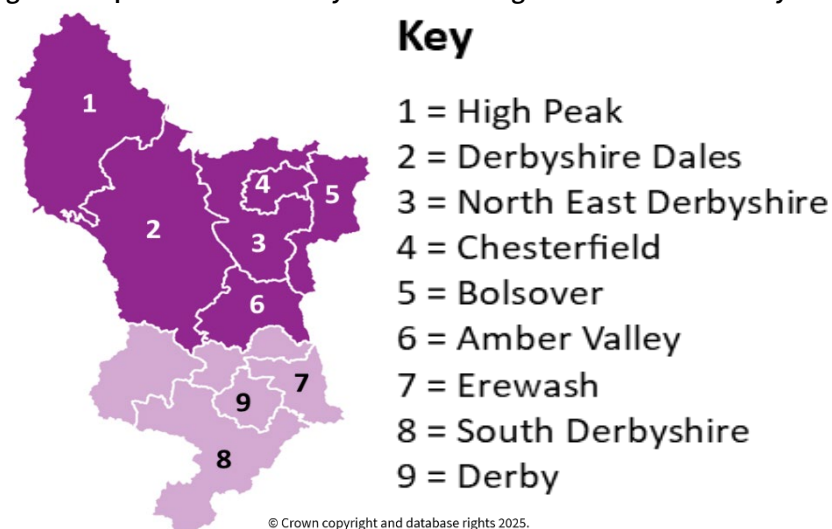 Key
1 = High Peak
2 = Derbyshire Dales
3 = North East Derbyshire
4 = Chesterfield
5 = Bolsover
6 = Amber Valley
7 = Erewash
8 = South Derbyshire
9 = Derby
1
2
3
4
5
6
7
9
8
© Crown copyright and database rights 2025.